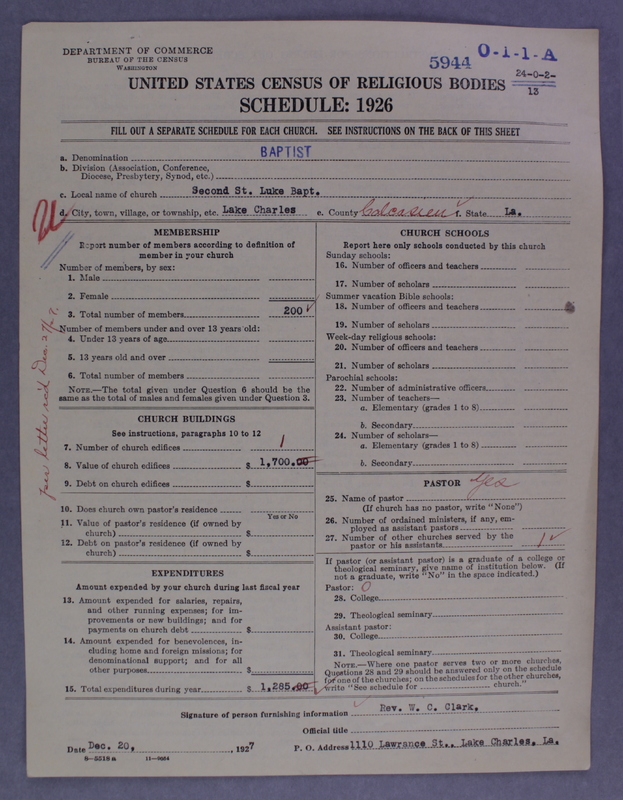 DEPARTMENT OF COMMERCE
BUREAU OF THE CENSUS
WASHINGTON
5944
O-1-1-A
24-0-2-
13
UNITED STATES CENSUS OF RELIGIOUS BODIES
SCHEDULE: 1926
FILL OUT A SEPARATE SCHEDULE FOR EACH CHURCH. SEE INSTRUCTIONS ON THE BACK OF THIS SHEET
a. Denomination BAPTIST
b. Division (Association, Conference,
Diocese, Presbytery, Synod, etc.)
c. Local name of church Second St. Luke Bapt.
d. City, town, village, or township, etc. Lake Charles e. County Calcasieu f. State La.
MEMBERSHIP
Report number of members according to definition of
member in your church
Number of members, by sex:
1. Male
2. Female
3. Total number of members 200
Number of members under and over 13 years old:
4. Under 13 years of age
5. 13 years old and over
6. Total number of members
NOTE.—The total given under Question 6 should be the
same as the total of males and females given under Question 3.
CHURCH BUILDINGS
See instructions, paragraphs 10 to 12
7. Number of church edifices 1
8. Value of church edifices $ 1,700.00
9. Debt on church edifices $
10. Does church own pastor's residence
Yes or No
11. Value of pastor's residence (if owned by
church) $
12. Debt on pastor's residence (if owned by
church) $
EXPENDITURES
Amount expended by your church during last fiscal year
13. Amount expended for salaries, repairs,
and other running expenses; for im-
provements or new buildings; and for
payments on church debt $
14. Amount expended for benevolences, in-
cluding home and foreign missions; for
denominational support; and for all
other purposes $
15. Total expenditures during year $ 1,285.00
CHURCH SCHOOLS
Report here only schools conducted by this church
Sunday schools:
16. Number of officers and teachers
17. Number of scholars
Summer vacation Bible schools:
18. Number of officers and teachers
19. Number of scholars
Week-day religious schools:
20. Number of officers and teachers
21. Number of scholars
Parochial schools:
22. Number of administrative officers
23. Number of teachers—
a. Elementary (grades 1 to 8)
b. Secondary
24. Number of scholars—
a. Elementary (grades 1 to 8)
b. Secondary
PASTOR Yes
25. Name of pastor
(If church has no pastor, write "None")
26. Number of ordained ministers, if any, em-
ployed as assistant pastors
27. Number of other churches served by the
pastor or his assistants 1
If pastor (or assistant pastor) is a graduate of a college or
theological seminary, give name of institution below. (If
not a graduate, write "No" in the space indicated.)
Pastor: 0
28. College
29. Theological seminary
Assistant pastor:
30. College
31. Theological seminary
NOTE.—Where one pastor serves two or more churches,
Questions 28 and 29 should be answered only on the schedule
for one of the churches; on the schedules for the other churches,
write "See schedule for church."
Signature of person furnishing information Rev. W. C. Clark.
Official title
Date Dec. 20, , 1927 P. O. Address 1110 Lawrance St., Lake Charles, La.
8-5518a 11-9064